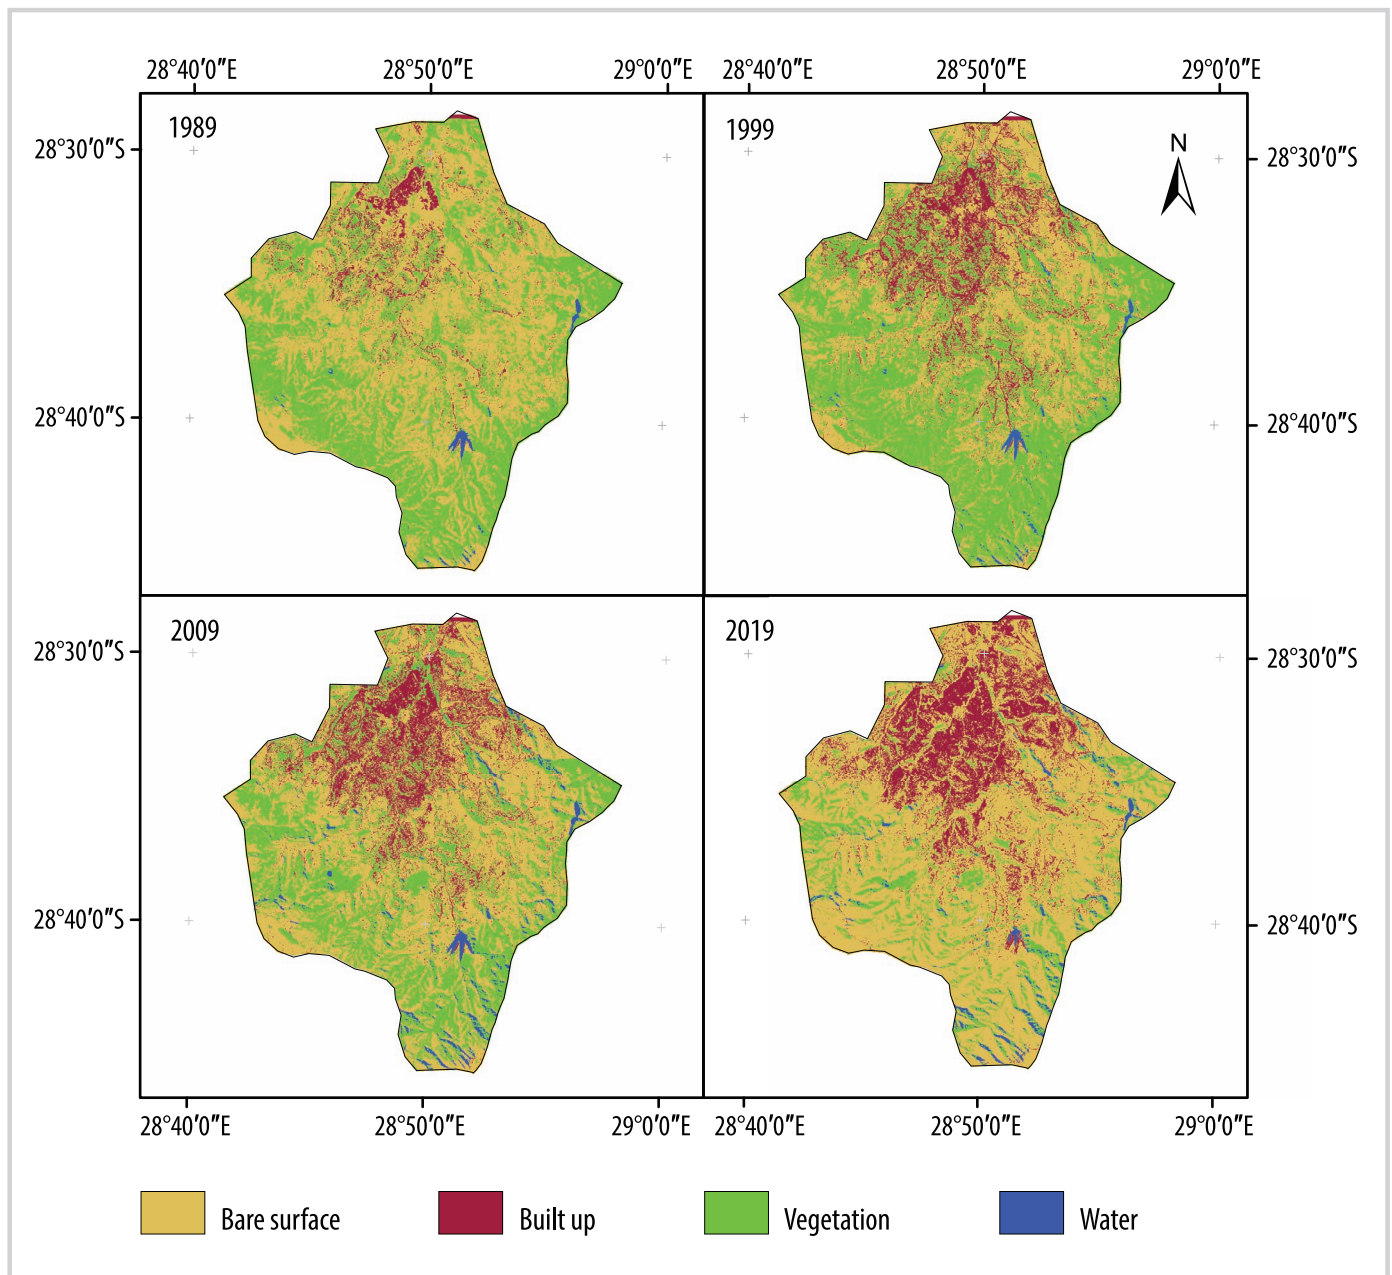 28°40′0″E 28°50′0″E 29°0′0″E 28°40′0″E 28°50′0″E 29°0′0″E
1989 1999
N
28°30′0″S 28°30′0″S
28°40′0″S 28°40′0″S
2009 2019
28°30′0″S 28°30′0″S
28°40′0″S 28°40′0″S
28°40′0″E 28°50′0″E 29°0′0″E 28°40′0″E 28°50′0″E 29°0′0″E
Bare surface Built up Vegetation Water